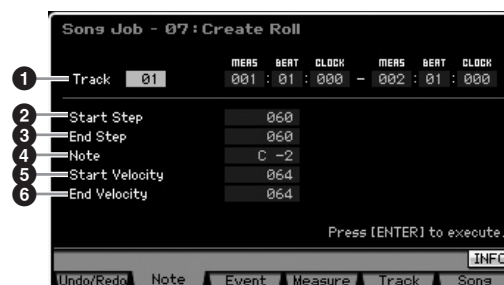 Song Job - 07:Create Roll
MEAS BEAT CLOCK MEAS BEAT CLOCK
1 Track 01 001 : 01 : 000 - 002 : 01 : 000
2 Start Step 060
3 End Step 060
4 Note C -2
5 Start Velocity 064
6 End Velocity 064
Press [ENTER] to execute.
INFO
Undo/Redo Note Event Measure Track Song